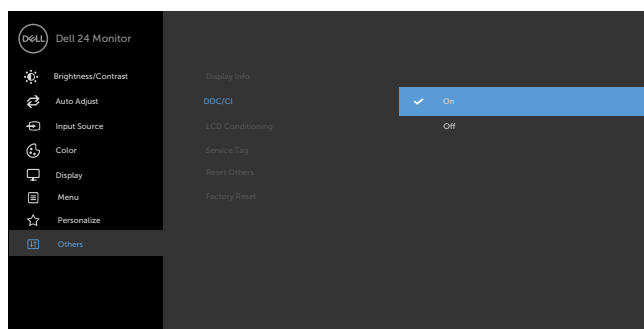 DELL Dell 24 Monitor
Brightness/Contrast
Auto Adjust
Input Source
Color
Display
Menu
Personalize
Others
Display Info
DDC/CI
LCD Conditioning
Service Tag
Reset Others
Factory Reset
On
Off